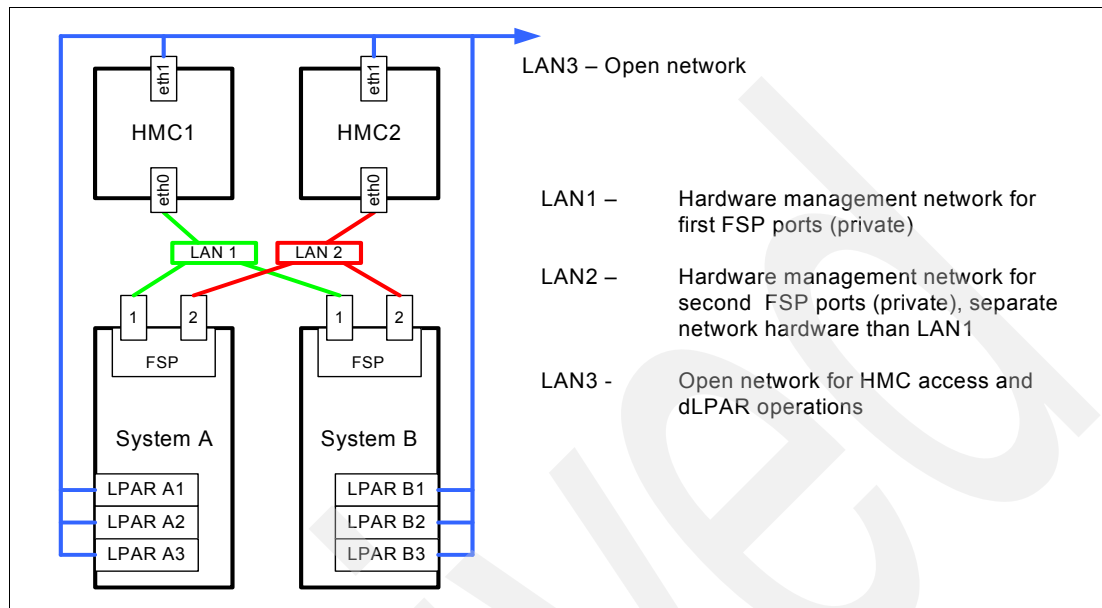 eth1
eth1
LAN3 – Open network
HMC1
HMC2
eth0
eth0
LAN1 – Hardware management network for
first FSP ports (private)
LAN 1
LAN 2
LAN2 – Hardware management network for
second FSP ports (private), separate
network hardware than LAN1
1
2
1
2
FSP
FSP
LAN3 - Open network for HMC access and
dLPAR operations
System A
System B
LPAR A1
LPAR A2
LPAR A3
LPAR B1
LPAR B2
LPAR B3